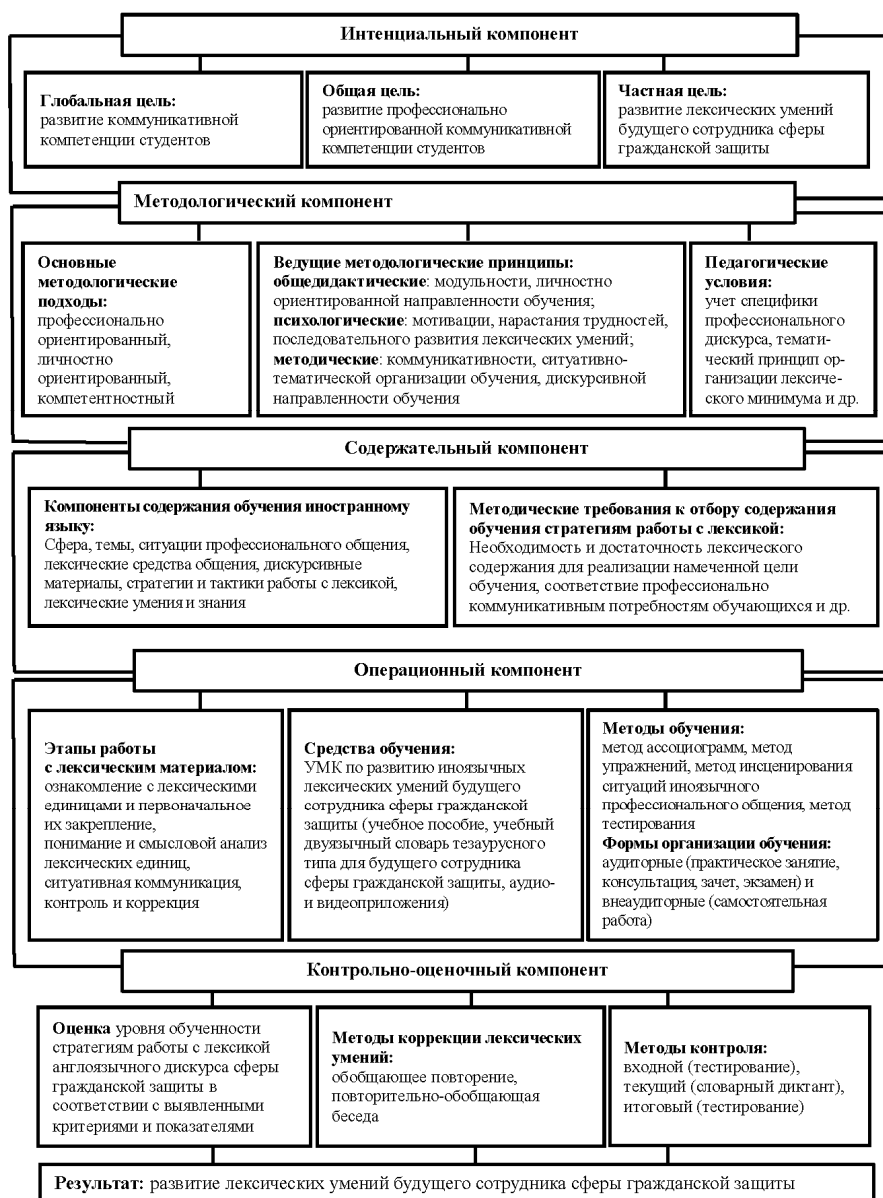 Интенциальный компонент
Глобальная цель:
развитие коммуникативной
компетенции студентов
Общая цель:
развитие профессионально
ориентированной коммуникативной
компетенции студентов
Частная цель:
развитие лексических умений
будущего сотрудника сферы
гражданской защиты
Методологический компонент
Основные
методологические
подходы:
профессионально
ориентированный,
личностно
ориентированный,
компетентностный
Ведущие методологические принципы:
общедидактические: модульности, личностно
ориентированной направленности обучения;
психологические: мотивации, нарастания трудностей,
последовательного развития лексических умений;
методические: коммуникативности, ситуативно-
тематической организации обучения, дискурсивной
направленности обучения
Педагогические
условия:
учет специфики
профессионального
дискурса, темати-
ческий принцип ор-
ганизации лексиче-
ского минимума и др.
Содержательный компонент
Компоненты содержания обучения иностранному
языку:
Сфера, темы, ситуации профессионального общения,
лексические средства общения, дискурсивные
материалы, стратегии и тактики работы с лексикой,
лексические умения и знания
Методические требования к отбору содержания
обучения стратегиям работы с лексикой:
Необходимость и достаточность лексического
содержания для реализации намеченной цели
обучения, соответствие профессионально
коммуникативным потребностям обучающихся и др.
Операционный компонент
Этапы работы
с лексическим материалом:
ознакомление с лексическими
единицами и первоначальное
их закрепление,
понимание и смысловой анализ
лексических единиц,
ситуативная коммуникация,
контроль и коррекция
Средства обучения:
УМК по развитию иноязычных
лексических умений будущего
сотрудника сферы гражданской
защиты (учебное пособие, учебный
двуязычный словарь тезаурусного
типа для будущего сотрудника
сферы гражданской защиты, аудио-
и видеоприложения)
Методы обучения:
метод ассоциограмм, метод
упражнений, метод инсценирования
ситуаций иноязычного
профессионального общения, метод
тестирования
Формы организации обучения:
аудиторные (практическое занятие,
консультация, зачет, экзамен) и
внеаудиторные (самостоятельная
работа)
Контрольно-оценочный компонент
Оценка уровня обученности
стратегиям работы с лексикой
англоязычного дискурса сферы
гражданской защиты в
соответствии с выявленными
критериями и показателями
Методы коррекции лексических
умений:
обобщающее повторение,
повторительно-обобщающая
беседа
Методы контроля:
входной (тестирование),
текущий (словарный диктант),
итоговый (тестирование)
Результат: развитие лексических умений будущего сотрудника сферы гражданской защиты